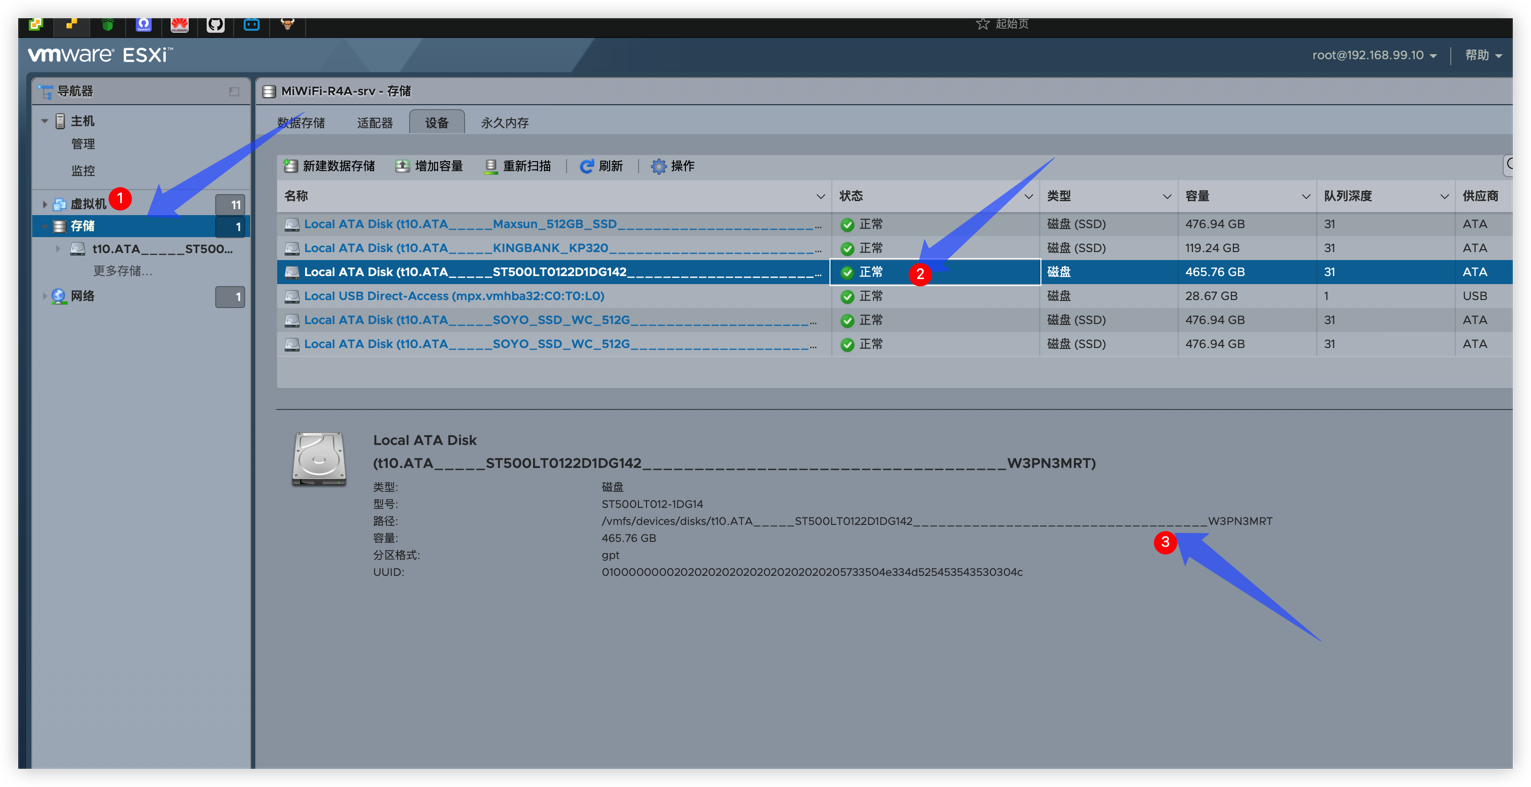 起始页
vmware ESXi™
root@192.168.99.10
帮助
导航器
主机
管理
监控
虚拟机 11
存储 1
t10.ATA_____ST500...
更多存储...
网络 1
MiWiFi-R4A-srv - 存储
数据存储 适配器 设备 永久内存
新建数据存储 增加容量 重新扫描 刷新 操作
名称 状态 类型 容量 队列深度 供应商
Local ATA Disk (t10.ATA_____Maxsun_512GB_SSD_______________________... 正常 磁盘 (SSD) 476.94 GB 31 ATA
Local ATA Disk (t10.ATA_____KINGBANK_KP320________________________... 正常 磁盘 (SSD) 119.24 GB 31 ATA
Local ATA Disk (t10.ATA_____ST500LT0122D1DG142______________________... 正常 磁盘 465.76 GB 31 ATA
Local USB Direct-Access (mpx.vmhba32:C0:T0:L0) 正常 磁盘 28.67 GB 1 USB
Local ATA Disk (t10.ATA_____SOYO_SSD_WC_512G_____________________... 正常 磁盘 (SSD) 476.94 GB 31 ATA
Local ATA Disk (t10.ATA_____SOYO_SSD_WC_512G_____________________... 正常 磁盘 (SSD) 476.94 GB 31 ATA
1
2
Local ATA Disk
(t10.ATA_____ST500LT0122D1DG142___________________________________W3PN3MRT)
类型: 磁盘
型号: ST500LT012-1DG14
路径: /vmfs/devices/disks/t10.ATA_____ST500LT0122D1DG142___________________________________W3PN3MRT
3
容量: 465.76 GB
分区格式: gpt
UUID: 0100000000202020202020202020202020205733504e334d525453543530304c